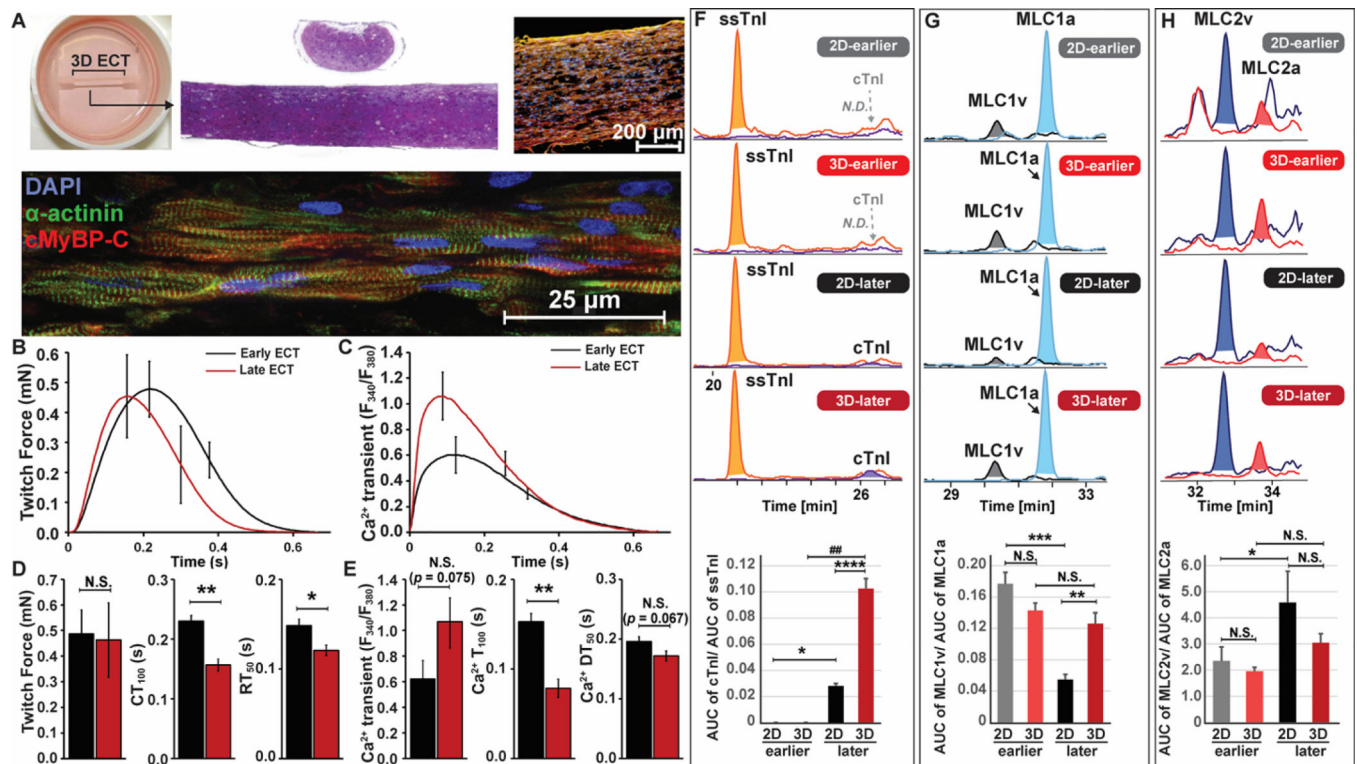 A
3D ECT
200 µm
DAPI
α-actinin
cMyBP-C
25 µm
B
Early ECT
Late ECT
Twitch Force (mN)
0.6
0.5
0.4
0.3
0.2
0.1
0.0
0
0.2
0.4
0.6
Time (s)
C
Early ECT
Late ECT
Ca²⁺ transient (F₃₄₀/F₃₈₀)
1.4
1.2
1.0
0.8
0.6
0.4
0.2
0.0
0
0.2
0.4
0.6
Time (s)
D
Twitch Force (mN)
0.7
0.6
0.5
0.4
0.3
0.2
0.1
0.0
N.S.
CT₁₀₀ (s)
0.3
0.2
0.1
0.0
**
RT₅₀ (s)
0.2
0.1
0.0
*
E
Ca²⁺ transient (F₃₄₀/F₃₈₀)
1.4
1.2
1.0
0.8
0.6
0.4
0.2
0.0
N.S.
(p = 0.075)
Ca²⁺ T₁₀₀ (s)
0.2
0.1
0.0
**
Ca²⁺ DT₅₀ (s)
0.3
0.2
0.1
0.0
N.S.
(p = 0.067)
F
ssTnI
2D-earlier
cTnI
N.D.
ssTnI
3D-earlier
cTnI
N.D.
ssTnI
2D-later
cTnI
20
ssTnI
3D-later
cTnI
26
Time [min]
AUC of cTnI/ AUC of ssTnI
0.12
0.10
0.08
0.06
0.04
0.02
0.00
##
****
*
2D 3D 2D 3D
earlier later
G
MLC1a
2D-earlier
MLC1v
MLC1a
3D-earlier
MLC1v
MLC1a
2D-later
MLC1v
MLC1a
3D-later
MLC1v
29 31 33
Time [min]
AUC of MLC1v/ AUC of MLC1a
0.20
0.16
0.12
0.08
0.04
0.00
***
N.S.
N.S.
**
2D 3D 2D 3D
earlier later
H
MLC2v
2D-earlier
MLC2a
3D-earlier
2D-later
3D-later
32 34
Time [min]
AUC of MLC2v/ AUC of MLC2a
6.0
5.0
4.0
3.0
2.0
1.0
0.0
N.S.
*
N.S.
N.S.
2D 3D 2D 3D
earlier later